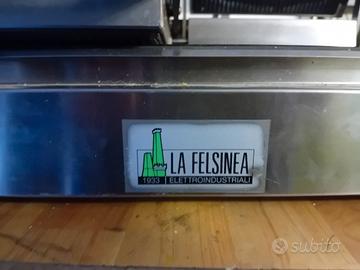 LA FELSINEA
1933 ELETTROINDUSTRIALI
subito